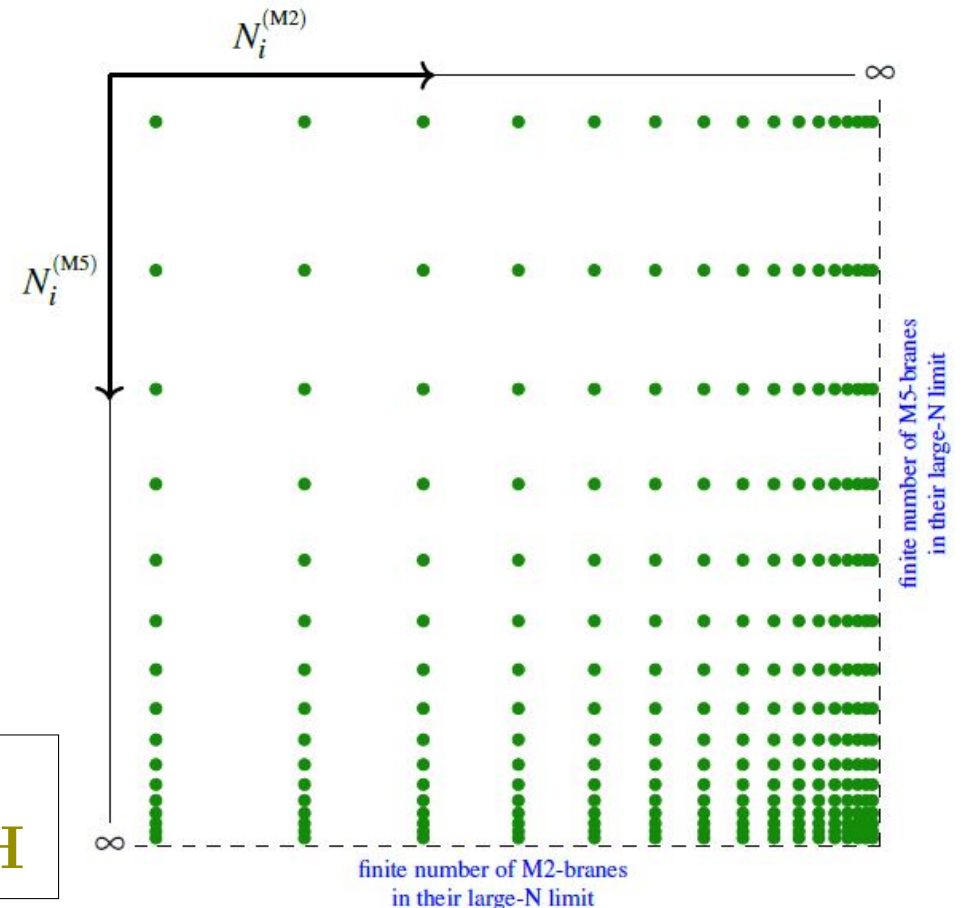 N_i^(M2)
∞
N_i^(M5)
finite number of M5-branes
in their large-N limit
∞
H
finite number of M2-branes
in their large-N limit